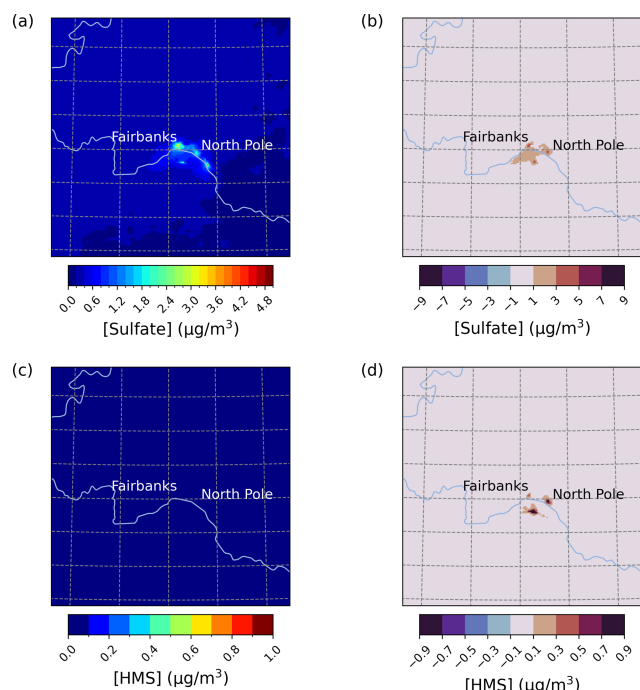 (a)
Fairbanks
North Pole
0.0 0.6 1.2 1.8 2.4 3.0 3.6 4.2 4.8
[Sulfate] (µg/m³)
(b)
Fairbanks
North Pole
−9 −7 −5 −3 −1 1 3 5 7 9
[Sulfate] (µg/m³)
(c)
Fairbanks
North Pole
0.0 0.2 0.4 0.6 0.8 1.0
[HMS] (µg/m³)
(d)
Fairbanks
North Pole
−0.9 −0.7 −0.5 −0.3 −0.1 0.1 0.3 0.5 0.7 0.9
[HMS] (µg/m³)